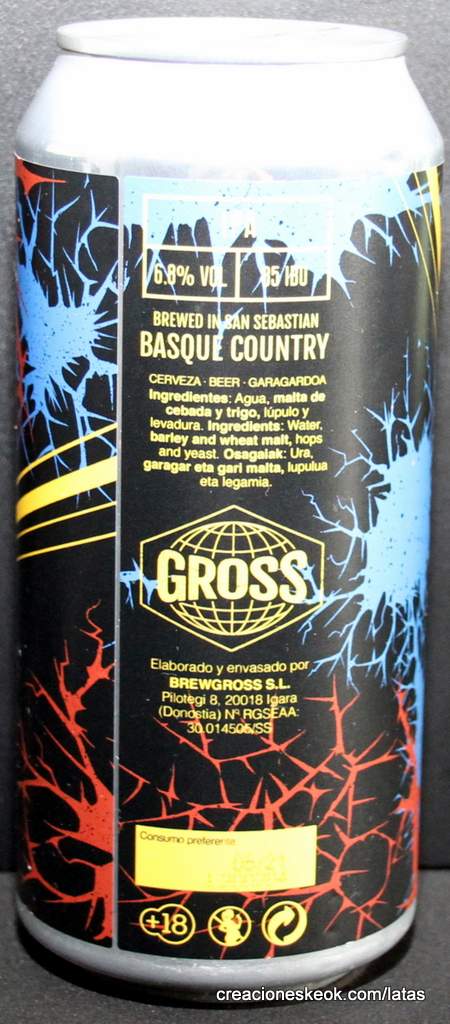 6.8% VOL
BREWED IN SAN SEBASTIAN
BASQUE COUNTRY
CERVEZA · BEER · GARAGARDOA
Ingredientes: Agua, malta de
cebada y trigo, lúpulo y
levadura. Ingredients: Water,
barley and wheat malt, hops
and yeast. Osagaiak: Ura,
garagar eta gari malta, lupulua
eta legamia.
GROSS
Elaborado y envasado por
BREWGROSS S.L.
Pilotegi 8, 20018 Igara
(Donostia) Nº RGSEAA:
30.014505/SS
Consumo preferente
+18
creacioneskeok.com/latas